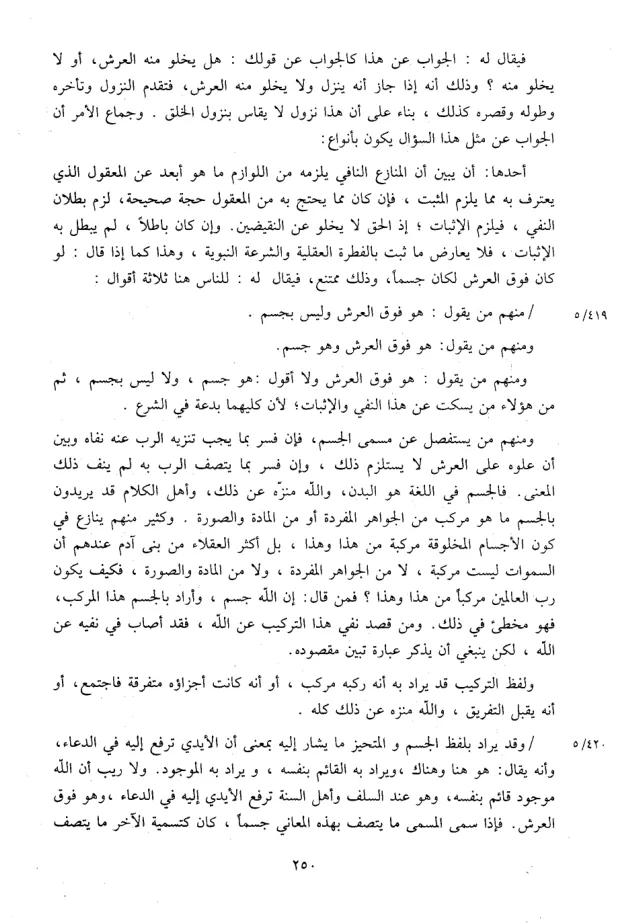 فيقال له : الجواب عن هذا كالجواب عن قولك : هل يخلو منه العرش، أو لا
يخلو منه ؟ وذلك أنه إذا جاز أنه ينزل ولا يخلو منه العرش، فتقدم النزول وتأخره
وطوله وقصره كذلك ، بناء على أن هذا نزول لا يقاس بنزول الخلق . وجماع الأمر أن
الجواب عن مثل هذا السؤال يكون بأنواع:
أحدها: أن يبين أن المنازع النافي يلزمه من اللوازم ما هو أبعد عن المعقول الذي
يعترف به مما يلزم المثبت ، فإن كان مما يحتج به من المعقول حجة صحيحة، لزم بطلان
النفي ، فيلزم الإثبات ؛ إذ الحق لا يخلو عن النقيضين. وإن كان باطلاً ، لم يبطل به
الإثبات ، فلا يعارض ما ثبت بالفطرة العقلية والشرعة النبوية ، وهذا كما إذا قال : لو
كان فوق العرش لكان جسماً، وذلك ممتنع، فيقال له : للناس هنا ثلاثة أقوال :
٥/٤١٩ / منهم من يقول : هو فوق العرش وليس بجسم .
ومنهم من يقول: هو فوق العرش وهو جسم.
ومنهم من يقول : هو فوق العرش ولا أقول :هو جسم ، ولا ليس بجسم ، ثم
من هؤلاء من يسكت عن هذا النفي والإثبات؛ لأن كليهما بدعة في الشرع .
ومنهم من يستفصل عن مسمى الجسم، فإن فسر بما يجب تنزيه الرب عنه نفاه وبين
أن علوه على العرش لا يستلزم ذلك ، وإن فسر بما يتصف الرب به لم ينف ذلك
المعنى. فالجسم في اللغة هو البدن، والله منزّه عن ذلك، وأهل الكلام قد يريدون
بالجسم ما هو مركب من الجواهر المفردة أو من المادة والصورة . وكثير منهم ينازع في
كون الأجسام المخلوقة مركبة من هذا وهذا ، بل أكثر العقلاء من بنى آدم عندهم أن
السموات ليست مركبة ، لا من الجواهر المفردة ، ولا من المادة والصورة ، فكيف يكون
رب العالمين مركباً من هذا وهذا ؟ فمن قال: إن الله جسم ، وأراد بالجسم هذا المركب،
فهو مخطئ في ذلك. ومن قصد نفي هذا التركيب عن اللّه ، فقد أصاب في نفيه عن
الله ، لكن ينبغي أن يذكر عبارة تبين مقصوده.
ولفظ التركيب قد يراد به أنه ركبه مركب ، أو أنه كانت أجزاؤه متفرقة فاجتمع، أو
أنه يقبل التفريق ، واللّه منزه عن ذلك كله .
٥/٤٢٠ / وقد يراد بلفظ الجسم و المتحيز ما يشار إليه بمعنى أن الأيدي ترفع إليه في الدعاء،
وأنه يقال: هو هنا وهناك ،ويراد به القائم بنفسه ، و يراد به الموجود. ولا ريب أن الله
موجود قائم بنفسه، وهو عند السلف وأهل السنة ترفع الأيدي إليه في الدعاء ،وهو فوق
العرش. فإذا سمى المسمى ما يتصف بهذه المعاني جسماً ، كان كتسمية الآخر ما يتصف
٢٥٠